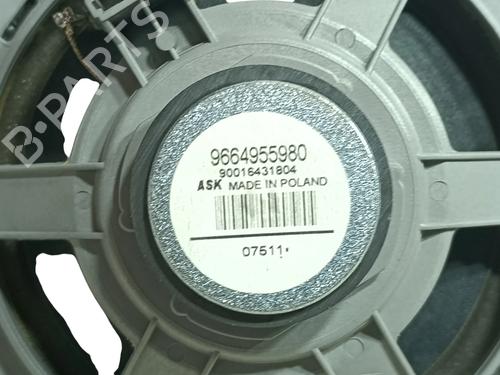 B-PARTS
9664955980
90016431804
ASK MADE IN POLAND
07511•